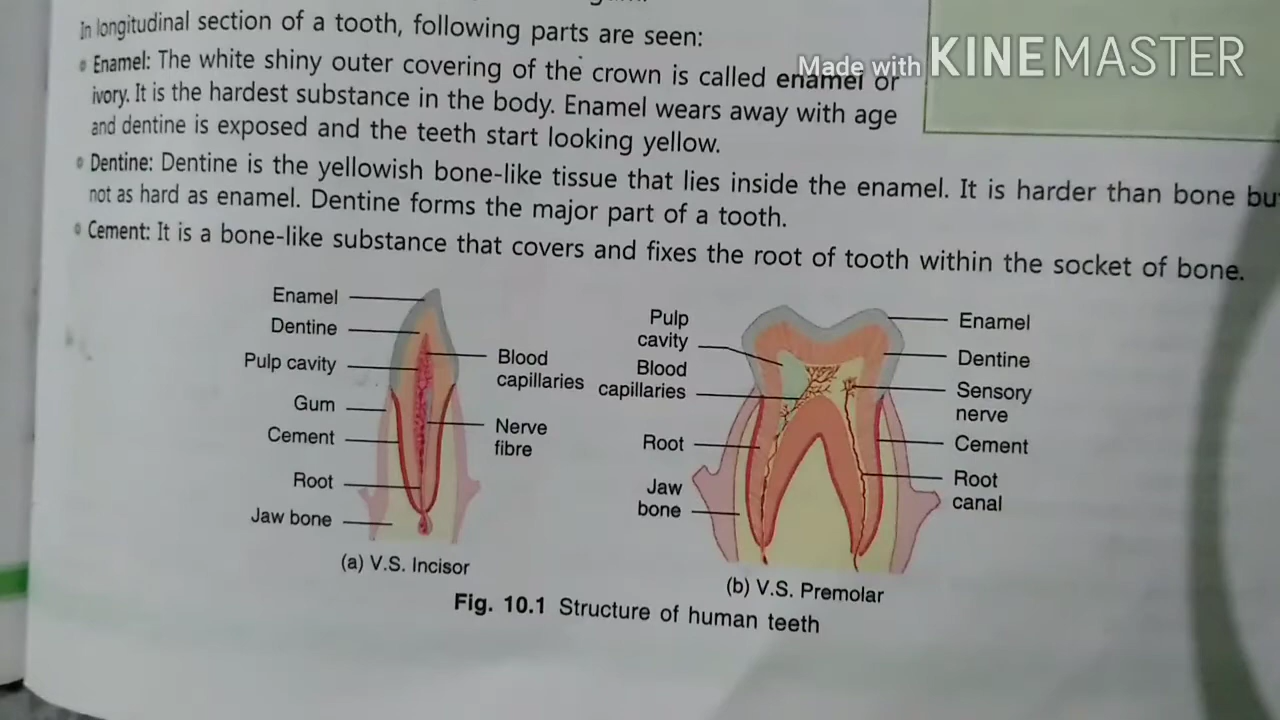 In longitudinal section of a tooth, following parts are seen:
Made with KINEMASTER
• Enamel: The white shiny outer covering of the crown is called enamel or
ivory. It is the hardest substance in the body. Enamel wears away with age
and dentine is exposed and the teeth start looking yellow.
• Dentine: Dentine is the yellowish bone-like tissue that lies inside the enamel. It is harder than bone bu
not as hard as enamel. Dentine forms the major part of a tooth.
• Cement: It is a bone-like substance that covers and fixes the root of tooth within the socket of bone.
Enamel
Dentine
Pulp cavity
Gum
Cement
Root
Jaw bone
Blood
capillaries
Nerve
fibre
(a) V.S. Incisor
Pulp
cavity
Blood
capillaries
Root
Jaw
bone
Enamel
Dentine
Sensory
nerve
Cement
Root
canal
(b) V.S. Premolar
Fig. 10.1 Structure of human teeth